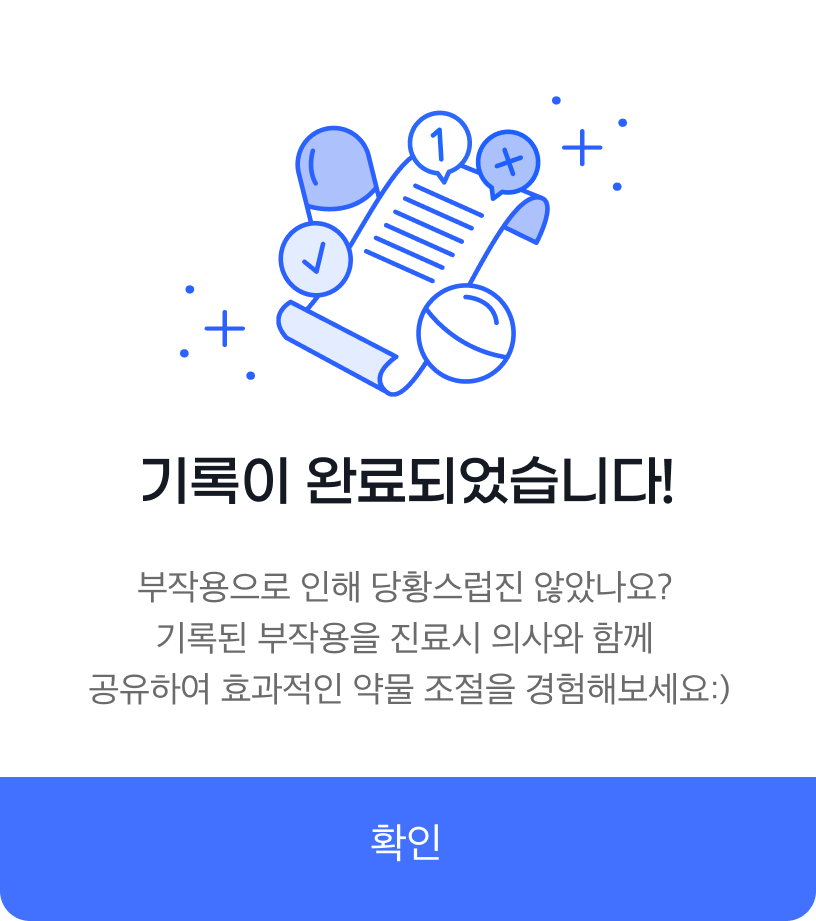 1
기록이 완료되었습니다!
부작용으로 인해 당황스럽진 않았나요?
기록된 부작용을 진료시 의사와 함께
공유하여 효과적인 약물 조절을 경험해보세요:)
확인